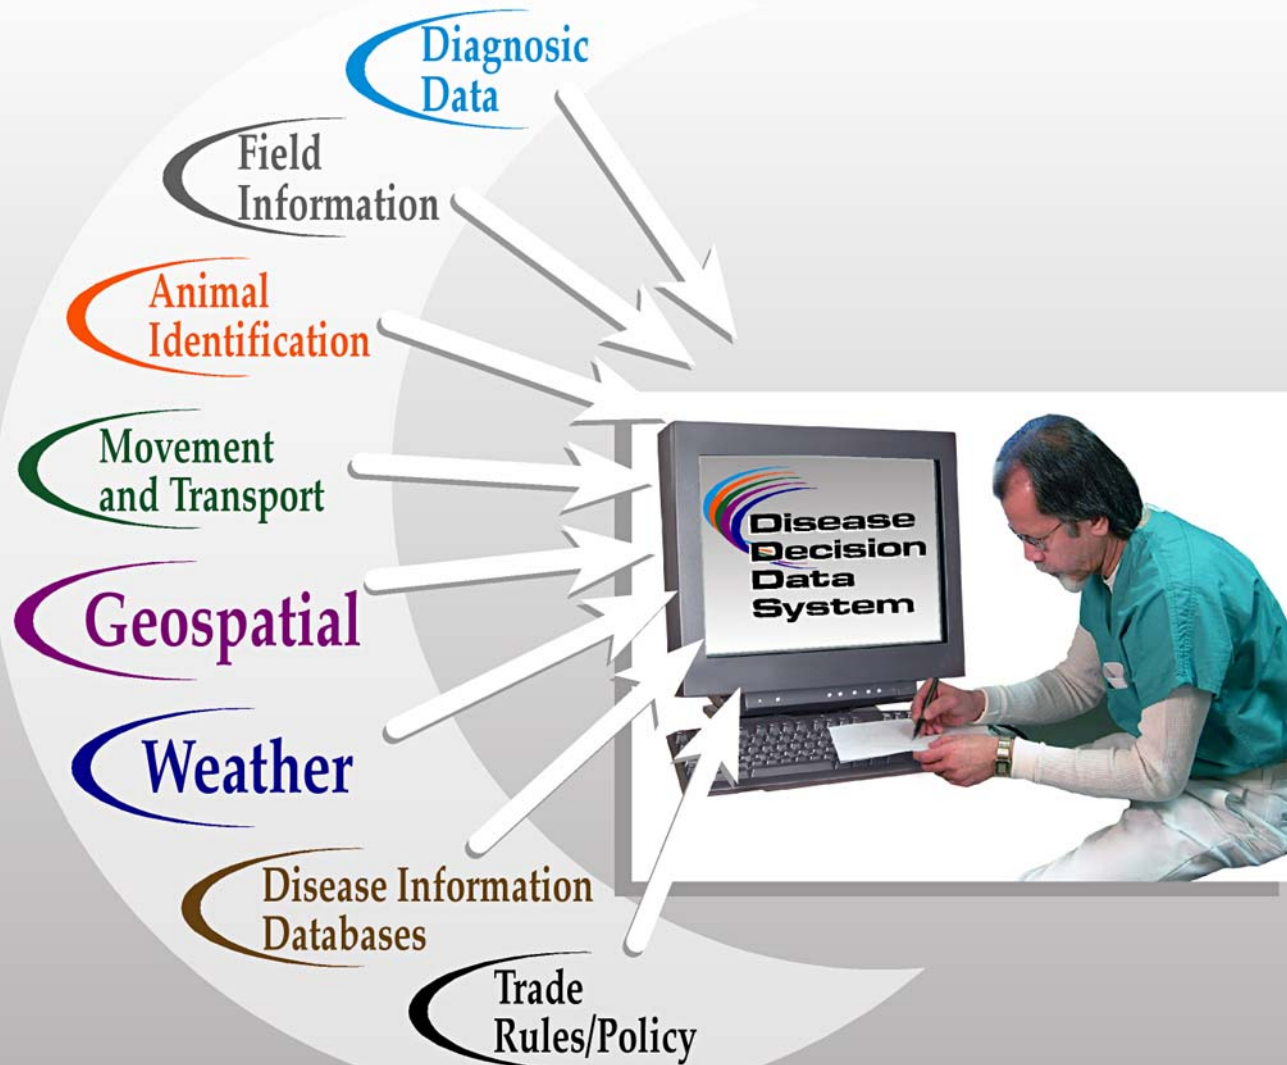 Diagnosic
Data
Field
Information
Animal
Identification
Movement
and Transport
Geospatial
Weather
Disease Information
Databases
Trade
Rules/Policy
Disease
Decision
Data
System